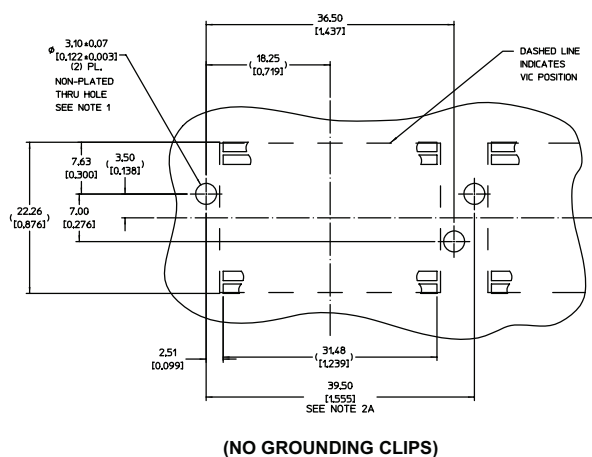 36.50
[1.437]
18.25
(0.719)
ø 3.10±0.07
[0.122±0.003]
(2) PL.
NON-PLATED
THRU HOLE
SEE NOTE 1
DASHED LINE
INDICATES
VIC POSITION
7.63
[0.300]
3.50
(0.138)
22.26
(0.876)
7.00
[0.276]
2.51
[0.099]
31.48
(1.239)
39.50
[1.555]
SEE NOTE 2A
(NO GROUNDING CLIPS)